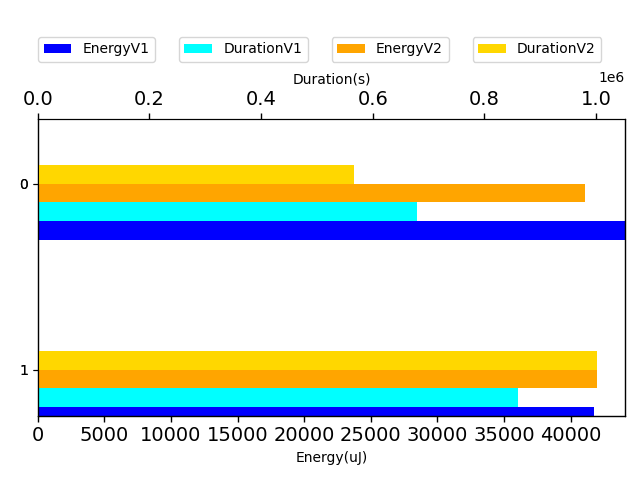 EnergyV1 DurationV1 EnergyV2 DurationV2
Duration(s)
1e6
0.0 0.2 0.4 0.6 0.8 1.0
0
1
0 5000 10000 15000 20000 25000 30000 35000 40000
Energy(uJ)